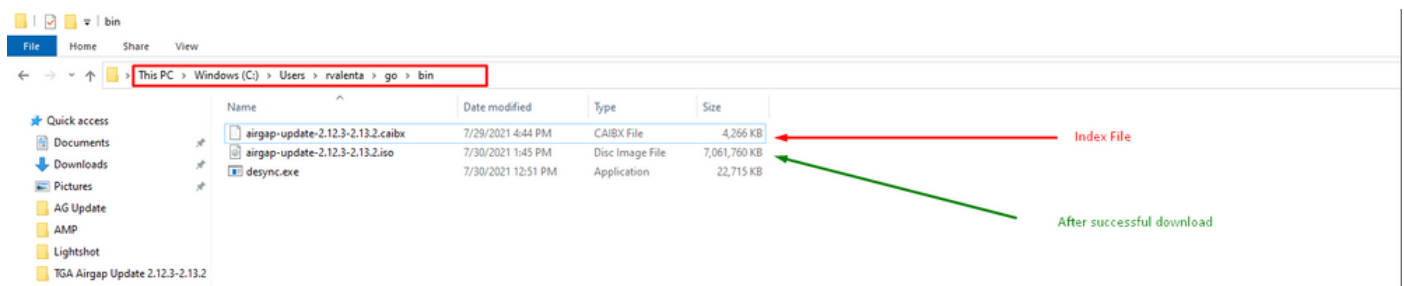 bin
File Home Share View
This PC > Windows (C:) > Users > rvalenta > go > bin
Name Date modified Type Size
Quick access
airgap-update-2.12.3-2.13.2.caibx 7/29/2021 4:44 PM CAIBX File 4,266 KB
Index File
Documents
airgap-update-2.12.3-2.13.2.iso 7/30/2021 1:45 PM Disc Image File 7,061,760 KB
Downloads
desync.exe 7/30/2021 12:51 PM Application 22,715 KB
Pictures
AG Update
After successful download
AMP
Lightshot
TGA Airgap Update 2.12.3-2.13.2